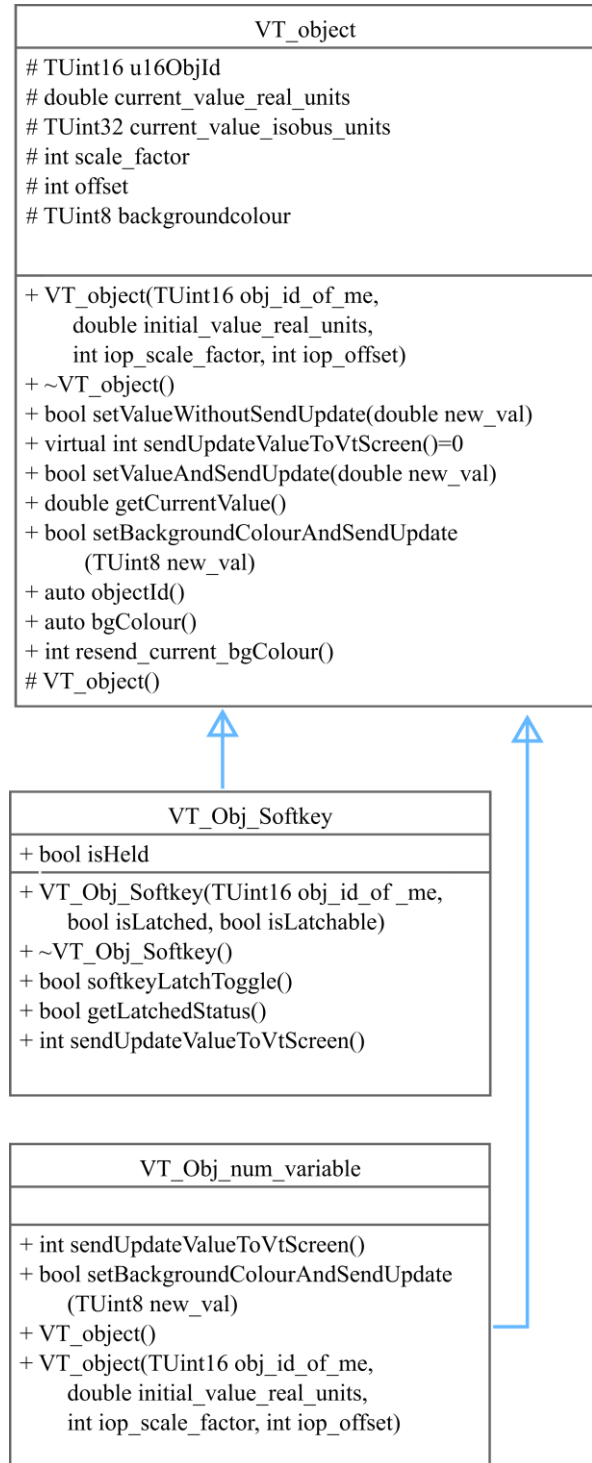 VT_object
# TUint16 u16ObjId
# double current_value_real_units
# TUint32 current_value_isobus_units
# int scale_factor
# int offset
# TUint8 backgroundcolour
+ VT_object(TUint16 obj_id_of_me,
double initial_value_real_units,
int iop_scale_factor, int iop_offset)
+ ~VT_object()
+ bool setValueWithoutSendUpdate(double new_val)
+ virtual int sendUpdateValueToVtScreen()=0
+ bool setValueAndSendUpdate(double new_val)
+ double getCurrentValue()
+ bool setBackgroundColourAndSendUpdate
(TUint8 new_val)
+ auto objectId()
+ auto bgColour()
+ int resend_current_bgColour()
# VT_object()
VT_Obj_Softkey
+ bool isHeld
+ VT_Obj_Softkey(TUint16 obj_id_of _me,
bool isLatched, bool isLatchable)
+ ~VT_Obj_Softkey()
+ bool softkeyLatchToggle()
+ bool getLatchedStatus()
+ int sendUpdateValueToVtScreen()
VT_Obj_num_variable
+ int sendUpdateValueToVtScreen()
+ bool setBackgroundColourAndSendUpdate
(TUint8 new_val)
+ VT_object()
+ VT_object(TUint16 obj_id_of_me,
double initial_value_real_units,
int iop_scale_factor, int iop_offset)